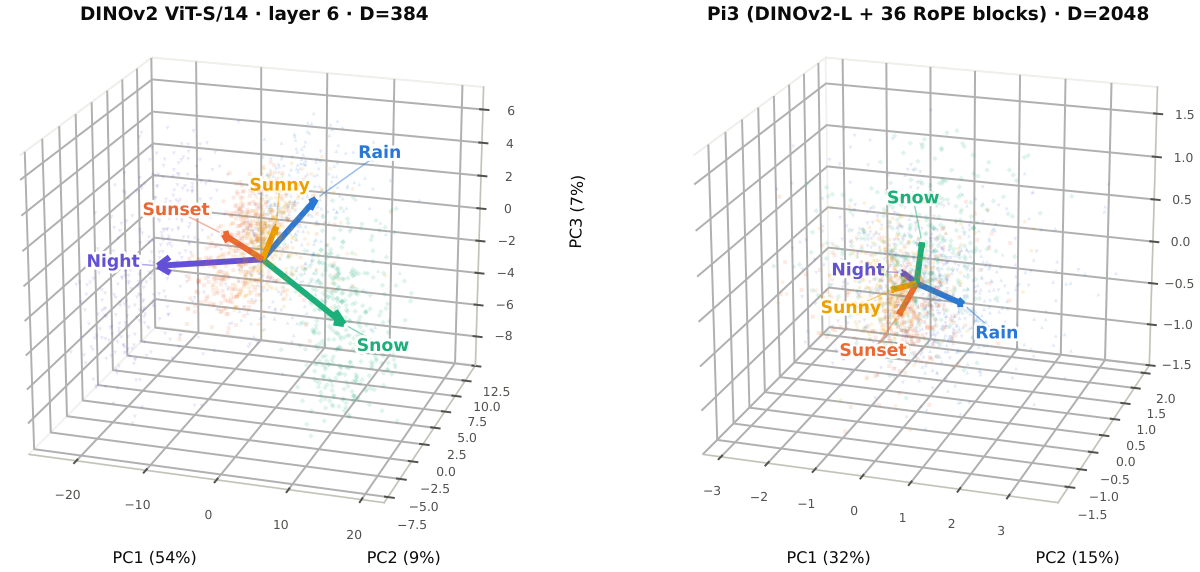 DINOv2 ViT-S/14 · layer 6 · D=384
Rain
Sunny
Sunset
Night
Snow
6
4
2
0
−2
−4
−6
−8
PC3 (7%)
12.5
10.0
7.5
5.0
2.5
0.0
−2.5
−5.0
−7.5
−20
−10
0
10
20
PC1 (54%)
PC2 (9%)
Pi3 (DINOv2-L + 36 RoPE blocks) · D=2048
Snow
Night
Sunny
Rain
Sunset
1.5
1.0
0.5
0.0
−0.5
−1.0
−1.5
2.0
1.5
1.0
0.5
0.0
−0.5
−1.0
−1.5
−3
−2
−1
0
1
2
3
PC1 (32%)
PC2 (15%)